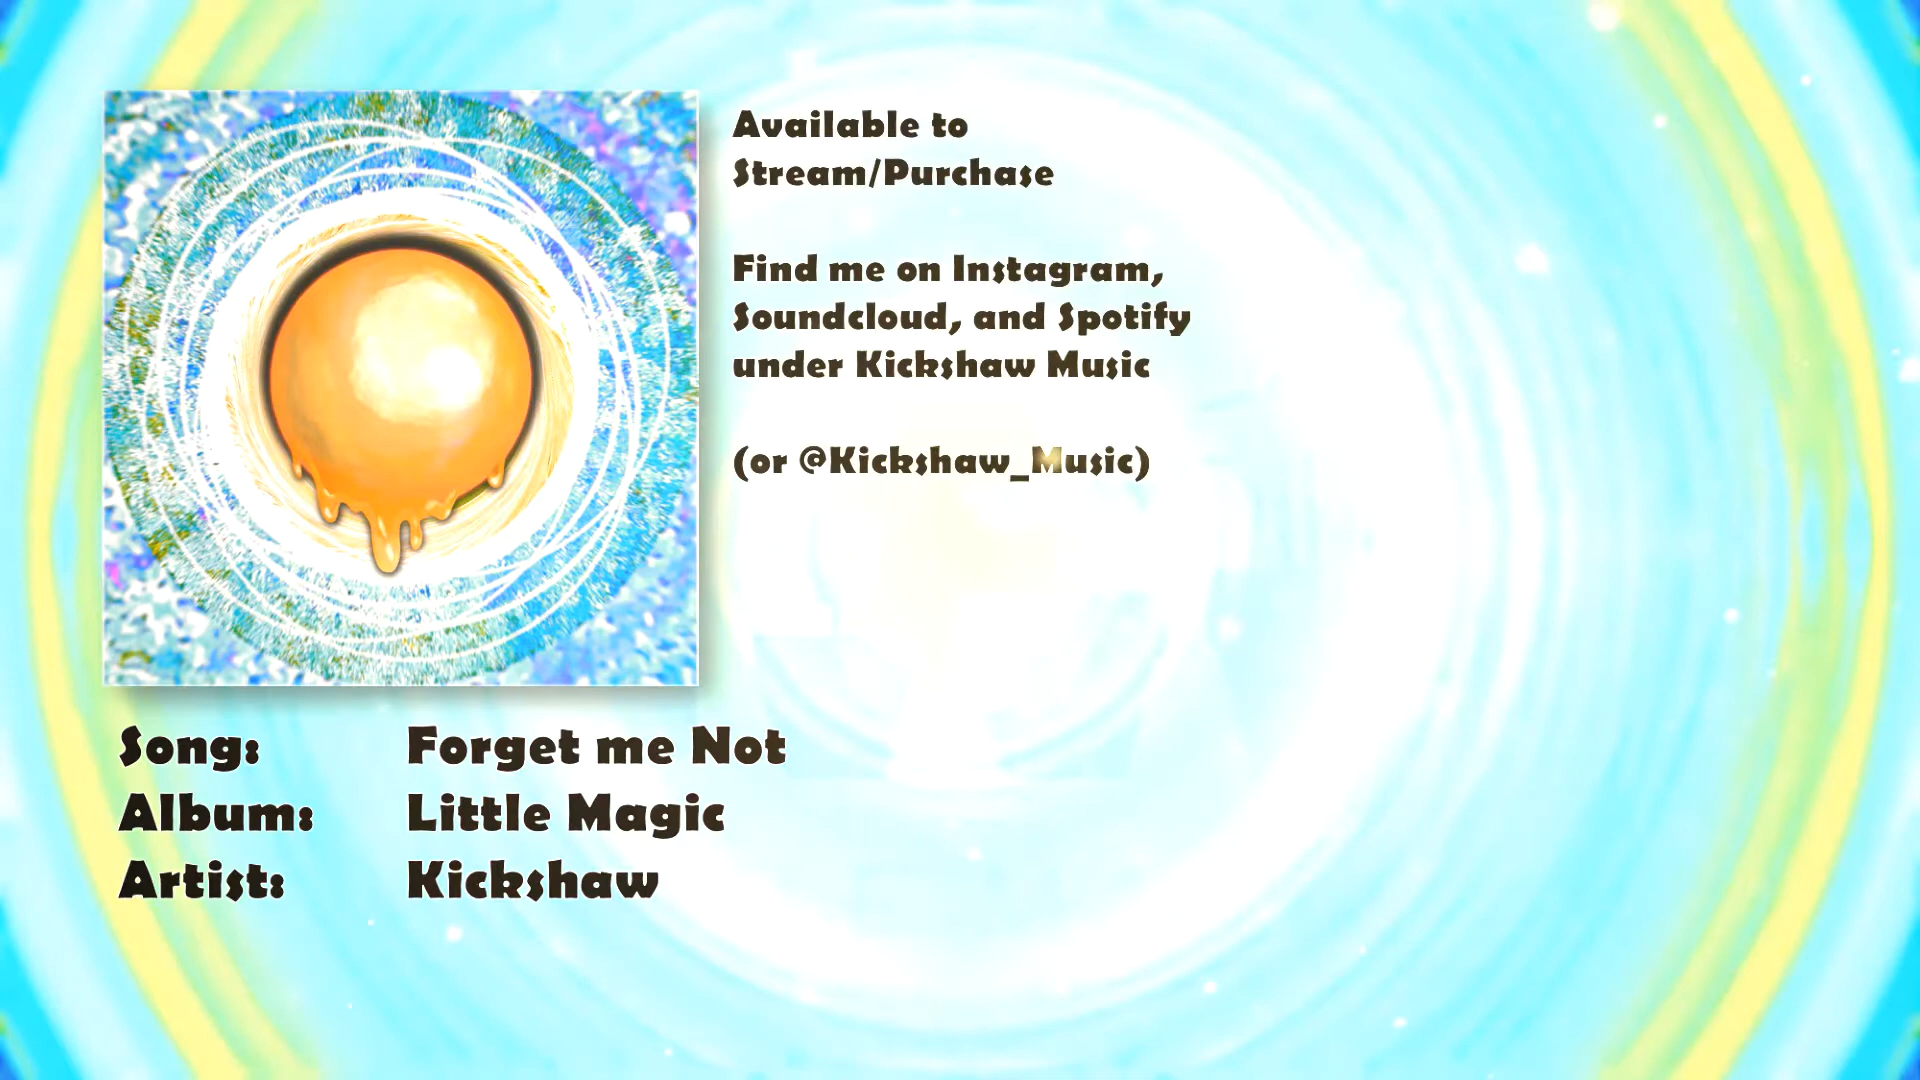 Available to
Stream/Purchase
Find me on Instagram,
Soundcloud, and Spotify
under Kickshaw Music
(or @Kickshaw_Music)
Song: Forget me Not
Album: Little Magic
Artist: Kickshaw